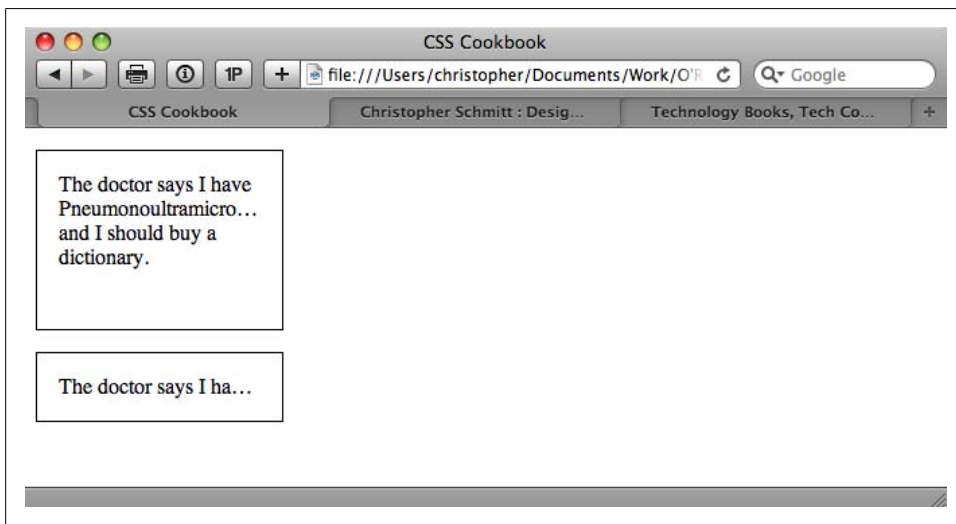 CSS Cookbook
1P + file:///Users/christopher/Documents/Work/O'R Google
CSS Cookbook Christopher Schmitt : Desig... Technology Books, Tech Co... +
The doctor says I have
Pneumonoultramicro…
and I should buy a
dictionary.
The doctor says I ha…